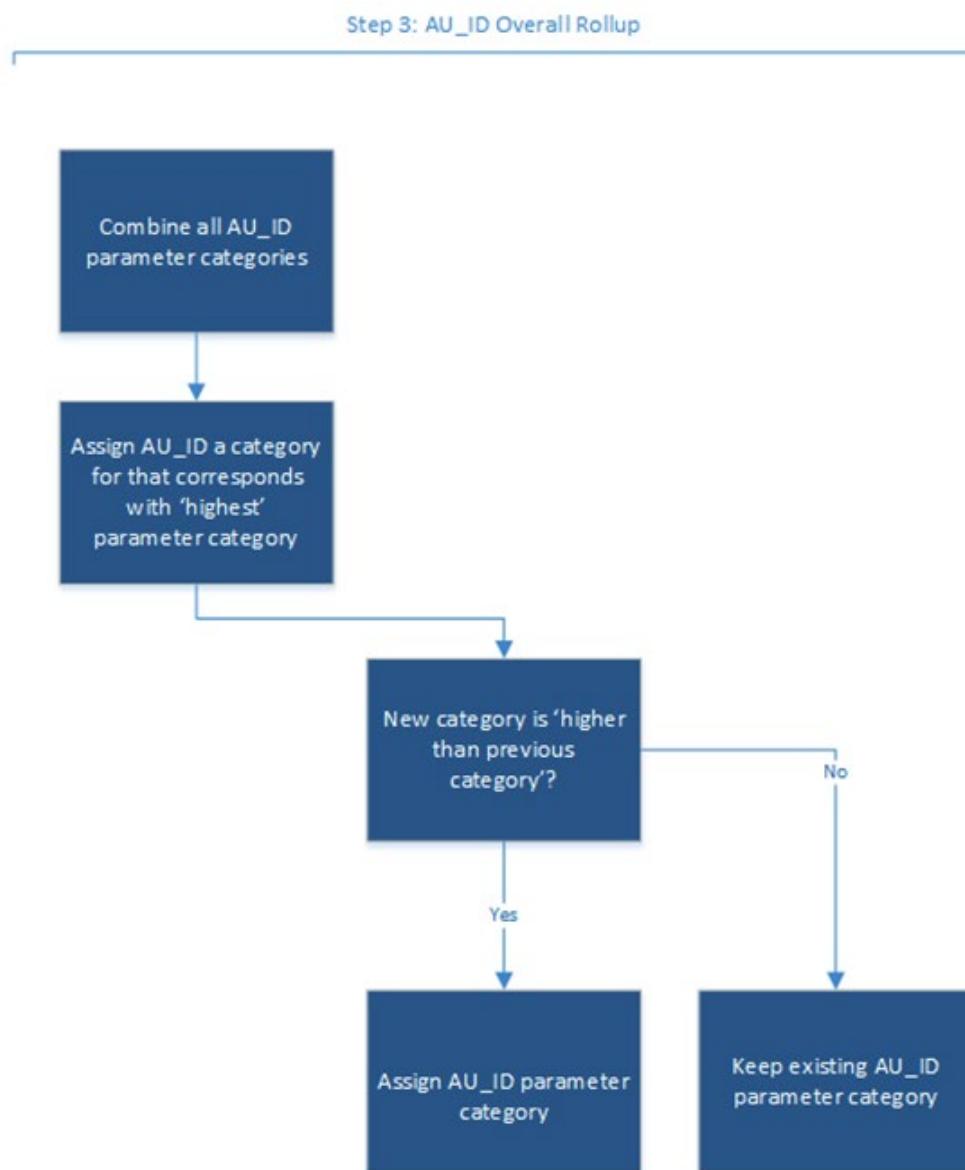 Step 3: AU_ID Overall Rollup
Combine all AU_ID
parameter categories
Assign AU_ID a category
for that corresponds
with ‘highest’
parameter category
New category is ‘higher
than previous
category’?
No
Yes
Assign AU_ID parameter
category
Keep existing AU_ID
parameter category